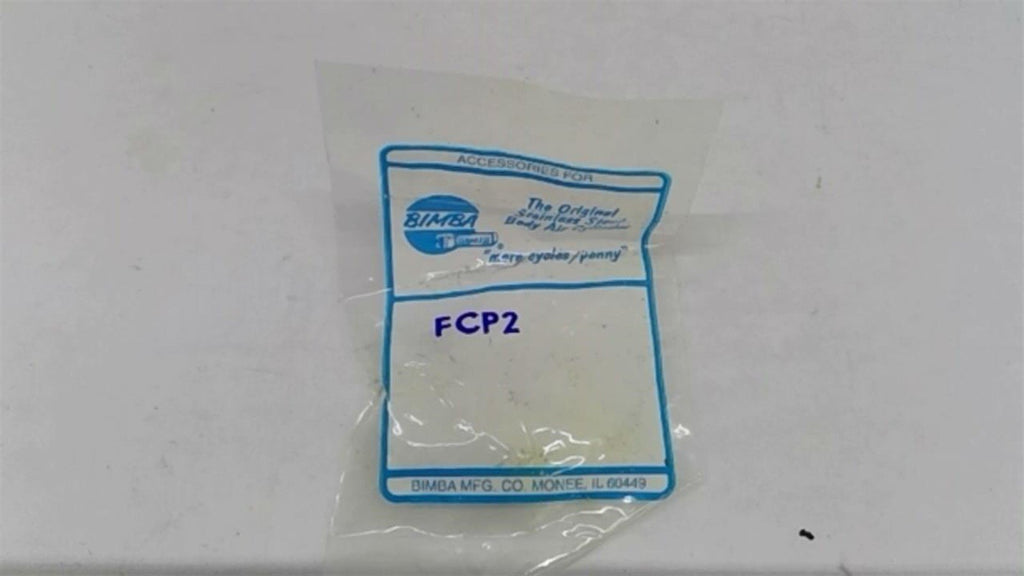 ACCESSORIES FOR
BIMBA
The Original
Stainless Steel
Body Air Cylinder
"more cycles/penny"
FCP2
BIMBA MFG. CO. MONEE, IL 60449